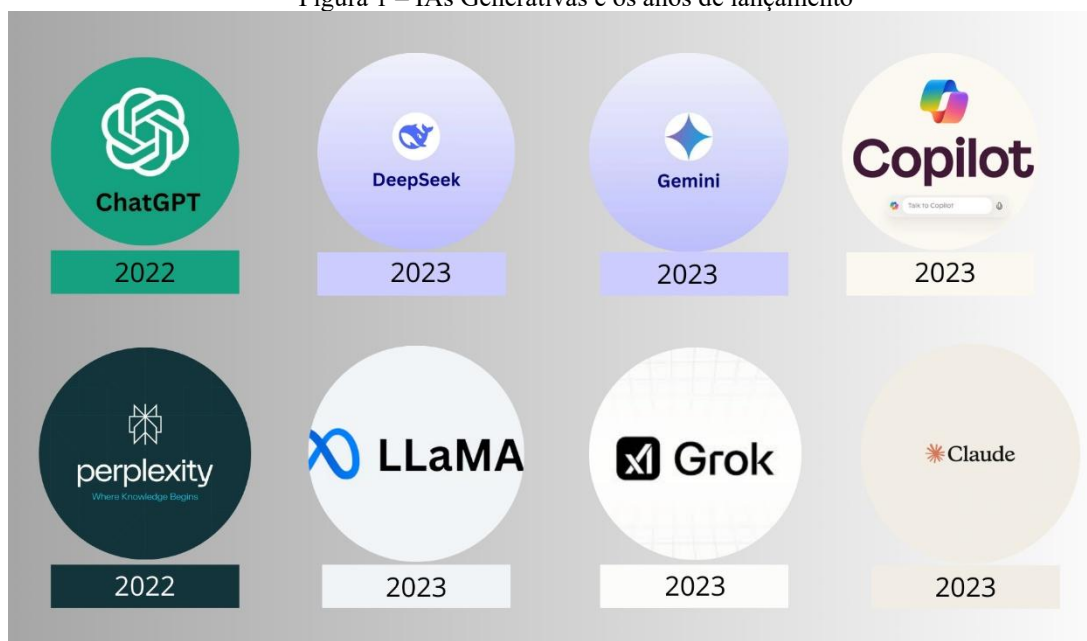 Figura 1 – IAs Generativas e os anos de lançamento
ChatGPT
DeepSeek
Gemini
Copilot
Talk to Copilot
2022
2023
2023
2023
perplexity
Where Knowledge Begins
LLaMA
Grok
Claude
2022
2023
2023
2023